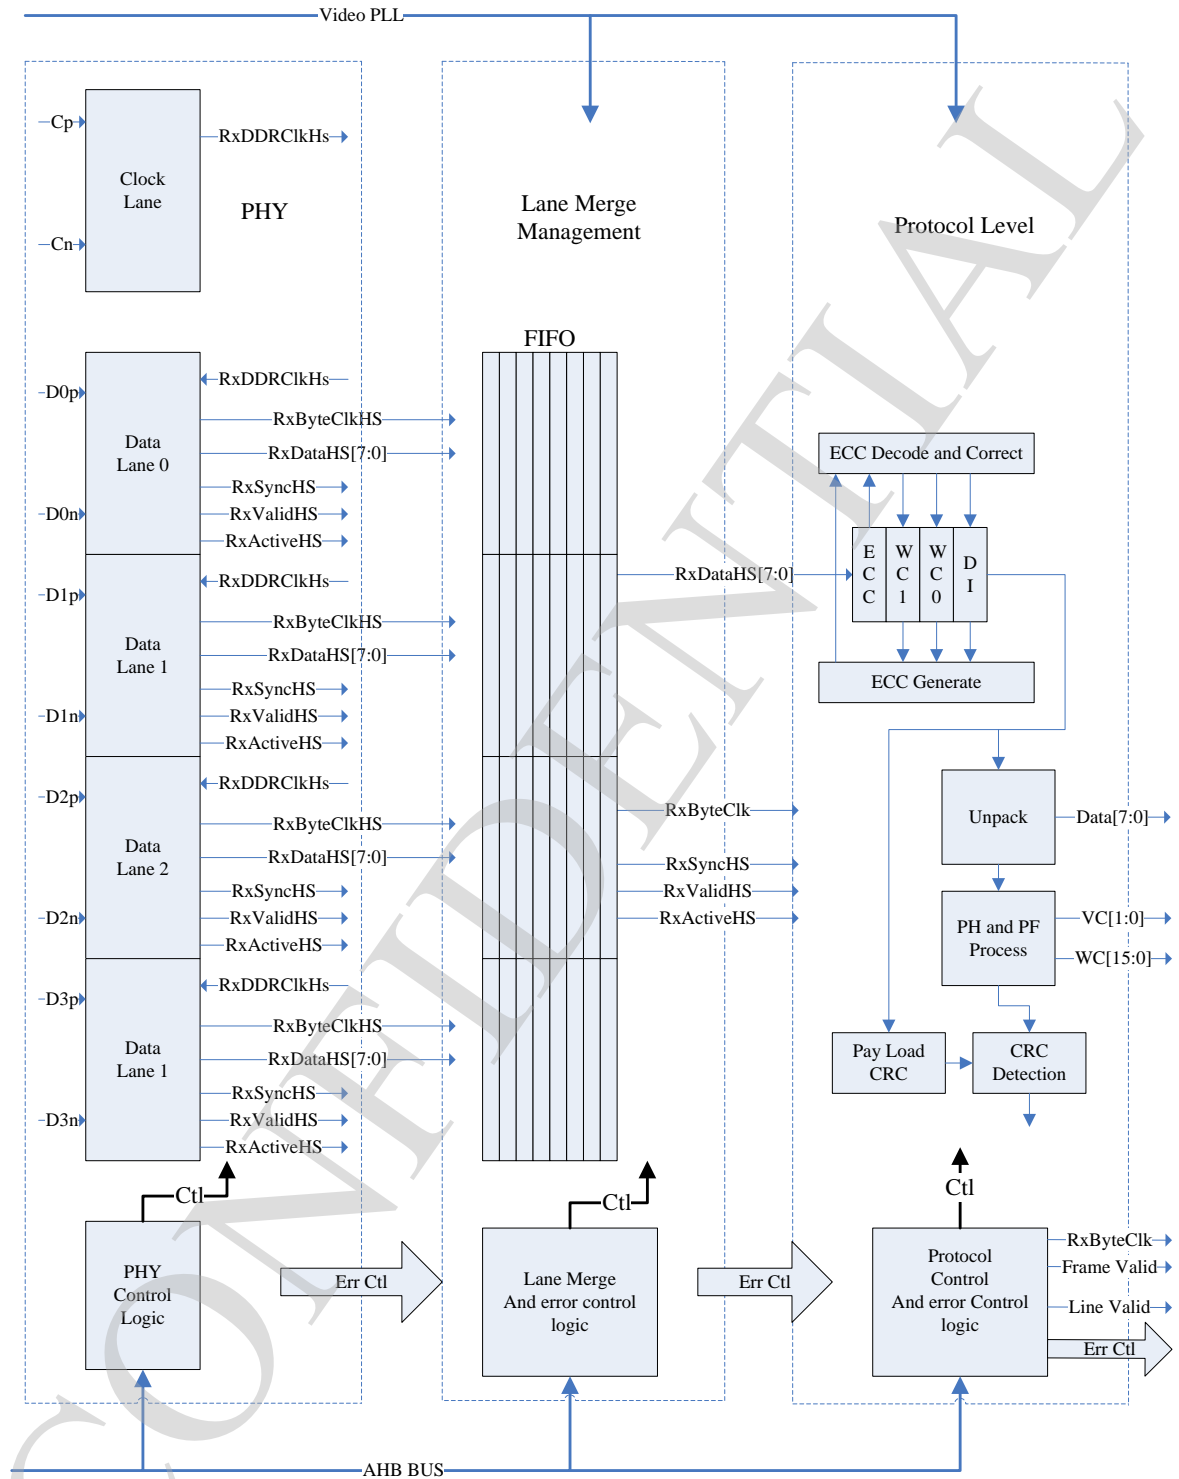 Video PLL
Cp
RxDDRClkHs
Clock
Lane
PHY
Cn
Lane Merge
Management
Protocol Level
FIFO
D0p
RxDDRClkHs
RxByteClkHS
Data
Lane 0
RxDataHS[7:0]
RxSyncHS
D0n
RxValidHS
RxActiveHS
D1p
RxDDRClkHs
RxByteClkHS
Data
Lane 1
RxDataHS[7:0]
RxSyncHS
D1n
RxValidHS
RxActiveHS
D2p
RxDDRClkHs
RxByteClkHS
Data
Lane 2
RxDataHS[7:0]
RxSyncHS
D2n
RxValidHS
RxActiveHS
D3p
RxDDRClkHs
RxByteClkHS
Data
Lane 1
RxDataHS[7:0]
RxSyncHS
D3n
RxValidHS
RxActiveHS
RxDataHS[7:0]
RxByteClk
RxSyncHS
RxValidHS
RxActiveHS
ECC Decode and Correct
ECC
WC1
WC0
DI
ECC Generate
Unpack
Data[7:0]
PH and PF
Process
VC[1:0]
WC[15:0]
Pay Load
CRC
CRC
Detection
Ctl
Ctl
Ctl
PHY
Control
Logic
Err Ctl
Lane Merge
And error control
logic
Err Ctl
Protocol
Control
And error Control
logic
RxByteClk
Frame Valid
Line Valid
Err Ctl
AHB BUS
CONFIDENTIAL